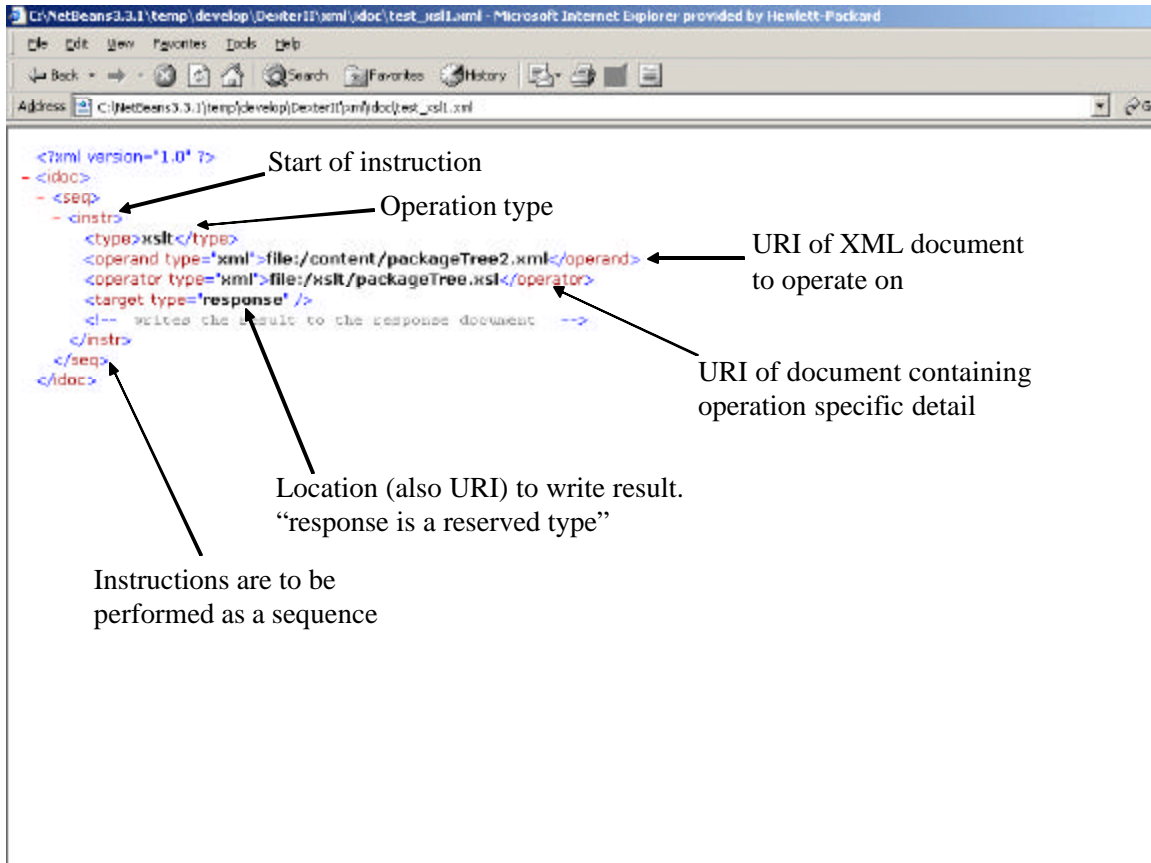 C:\NetBeans3.3.1\temp\develop\DexterII\xml\idoc\test_xsl1.xml - Microsoft Internet Explorer provided by Hewlett-Packard
File Edit View Favorites Tools Help
Back Search Favorites History
Address C:\NetBeans3.3.1\temp\develop\DexterII\xml\idoc\test_xsl1.xml
<?xml version="1.0" ?>
Start of instruction
- <idoc>
- <seq>
Operation type
- <instr>
<type>xslt</type>
URI of XML document
<operand type="xml">file:/content/packageTree2.xml</operand>
to operate on
<operator type="xml">file:/xslt/packageTree.xsl</operator>
<target type="response" />
<!-- writes the result to the response document -->
</instr>
</seq>
URI of document containing
operation specific detail
</idoc>
Location (also URI) to write result.
“response is a reserved type”
Instructions are to be
performed as a sequence